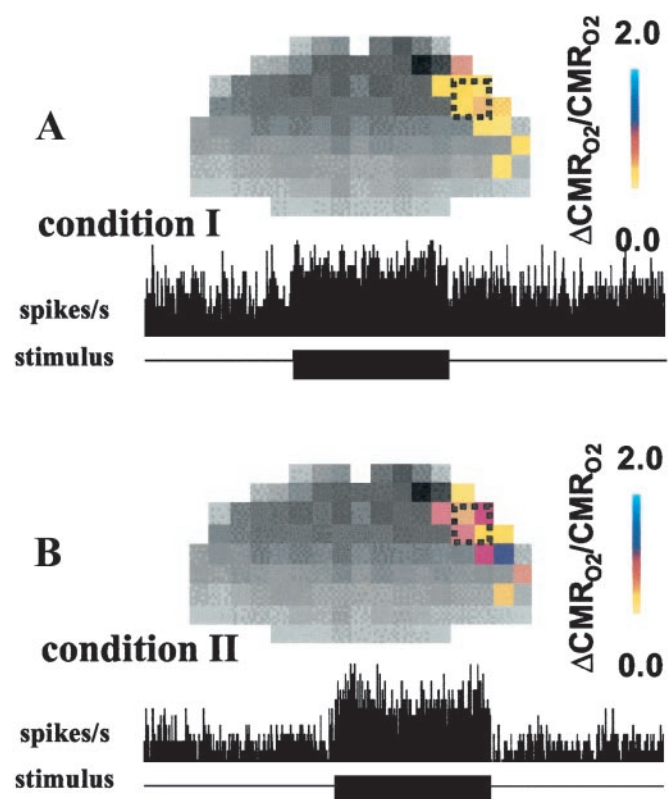 A
2.0
ΔCMRO2/CMRO2
0.0
condition I
spikes/s
stimulus
B
2.0
ΔCMRO2/CMRO2
0.0
condition II
spikes/s
stimulus